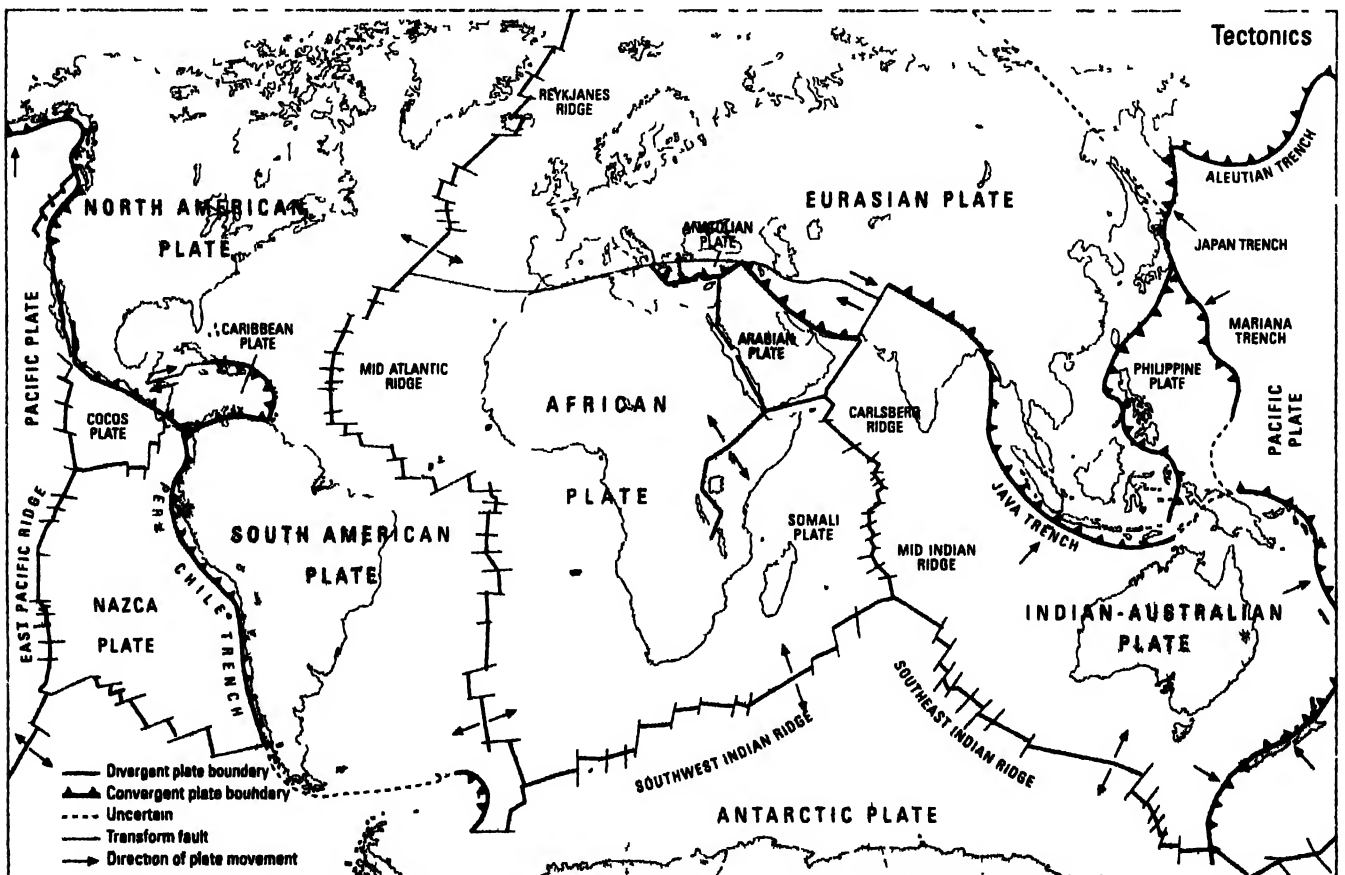 Tectonics
REYKJANES
RIDGE
ALEUTIAN TRENCH
NORTH AMERICAN
PLATE
EURASIAN PLATE
ANATOLIAN
PLATE
JAPAN TRENCH
PACIFIC PLATE
CARIBBEAN
PLATE
MID ATLANTIC
RIDGE
ARABIAN
PLATE
MARIANA
TRENCH
PHILIPPINE
PLATE
PACIFIC
PLATE
COCOS
PLATE
AFRICAN
PLATE
CARLSBERG
RIDGE
EAST PACIFIC RIDGE
PERU
CHILE TRENCH
SOUTH AMERICAN
PLATE
SOMALI
PLATE
JAVA TRENCH
MID INDIAN
RIDGE
NAZCA
PLATE
INDIAN-AUSTRALIAN
PLATE
SOUTHWEST INDIAN RIDGE
SOUTHEAST INDIAN RIDGE
ANTARCTIC PLATE
Divergent plate boundary
Convergent plate boundary
Uncertain
Transform fault
Direction of plate movement